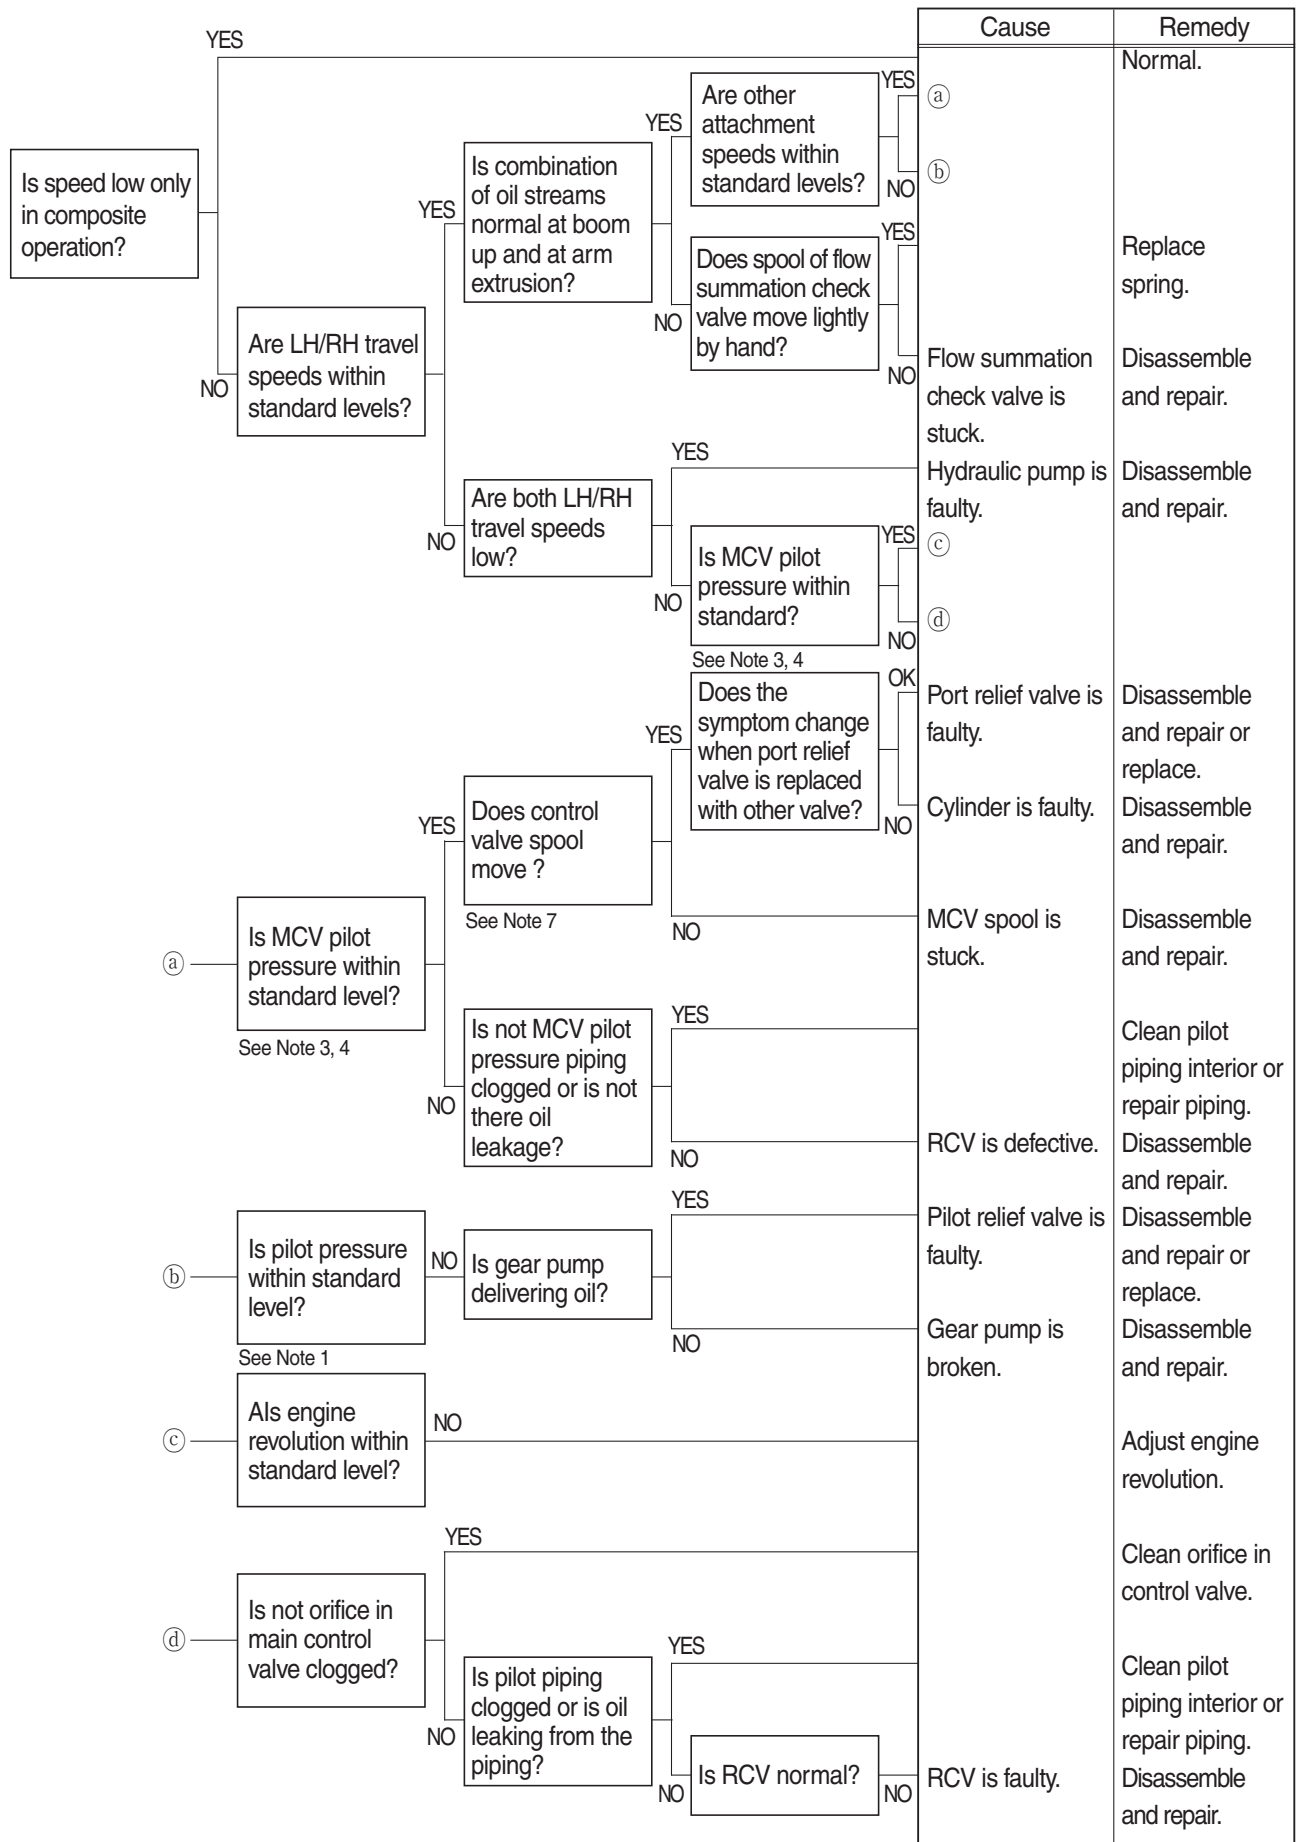 Cause
Remedy
YES
Normal.
Is speed low only
in composite
operation?
NO
Are LH/RH travel
speeds within
standard levels?
YES
Is combination
of oil streams
normal at boom
up and at arm
extrusion?
YES
Are other
attachment
speeds within
standard levels?
YES
ⓐ
NO
ⓑ
NO
Does spool of flow
summation check
valve move lightly
by hand?
YES
Replace
spring.
NO
Flow summation
check valve is
stuck.
Disassemble
and repair.
NO
Are both LH/RH
travel speeds
low?
YES
Hydraulic pump is
faulty.
Disassemble
and repair.
NO
Is MCV pilot
pressure within
standard?
See Note 3, 4
YES
ⓒ
NO
ⓓ
ⓐ
Is MCV pilot
pressure within
standard level?
See Note 3, 4
YES
Does control
valve spool
move ?
See Note 7
YES
Does the
symptom change
when port relief
valve is replaced
with other valve?
OK
Port relief valve is
faulty.
Disassemble
and repair or
replace.
NO
Cylinder is faulty.
Disassemble
and repair.
NO
MCV spool is
stuck.
Disassemble
and repair.
NO
Is not MCV pilot
pressure piping
clogged or is not
there oil
leakage?
YES
Clean pilot
piping interior or
repair piping.
NO
RCV is defective.
Disassemble
and repair.
ⓑ
Is pilot pressure
within standard
level?
See Note 1
NO
Is gear pump
delivering oil?
YES
Pilot relief valve is
faulty.
Disassemble
and repair or
replace.
NO
Gear pump is
broken.
Disassemble
and repair.
ⓒ
AIs engine
revolution within
standard level?
NO
Adjust engine
revolution.
ⓓ
Is not orifice in
main control
valve clogged?
YES
Clean orifice in
control valve.
NO
Is pilot piping
clogged or is oil
leaking from the
piping?
YES
Clean pilot
piping interior or
repair piping.
NO
Is RCV normal?
NO
RCV is faulty.
Disassemble
and repair.